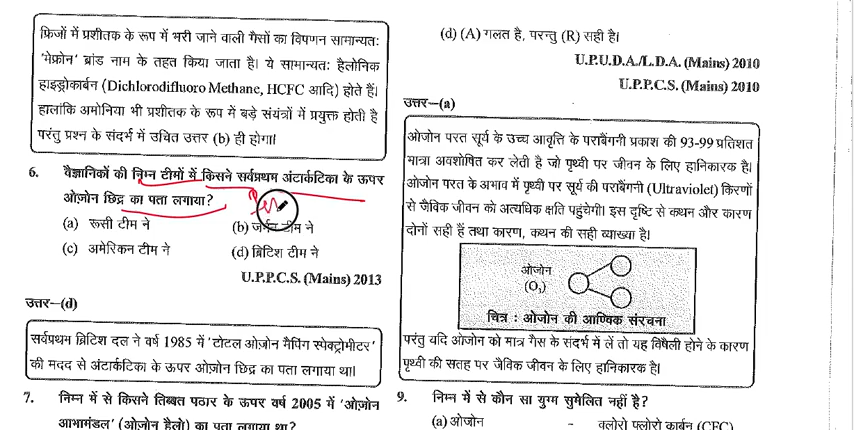 फ्रिजों में प्रशीतक के रूप में भरी जाने वाली गैसों का विपणन सामान्यतः
'मेफ्रोन' ब्रांड नाम के तहत किया जाता है। ये सामान्यतः हैलोनिक
हाइड्रोकार्बन (Dichlorodifluoro Methane, HCFC आदि) होते हैं।
हालांकि अमोनिया भी प्रशीतक के रूप में बड़े संयंत्रों में प्रयुक्त होती है
परंतु प्रश्न के संदर्भ में उचित उत्तर (b) ही होगा।
6. वैज्ञानिकों की निम्न टीमों में किसने सर्वप्रथम अंटार्कटिका के ऊपर
ओज़ोन छिद्र का पता लगाया?
(a) रूसी टीम ने (b) जर्मन टीम ने
(c) अमेरिकन टीम ने (d) ब्रिटिश टीम ने
U.P.P.C.S. (Mains) 2013
उत्तर–(d)
सर्वप्रथम ब्रिटिश दल ने वर्ष 1985 में 'टोटल ओज़ोन मैपिंग स्पेक्ट्रोमीटर'
की मदद से अंटार्कटिका के ऊपर ओज़ोन छिद्र का पता लगाया था।
7. निम्न में से किसने तिब्बत पठार के ऊपर वर्ष 2005 में 'ओज़ोन
आभामंडल' (ओज़ोन हैलो) का पता लगाया था?
(d) (A) गलत है, परन्तु (R) सही है।
U.P.U.D.A./L.D.A. (Mains) 2010
U.P.P.C.S. (Mains) 2010
उत्तर–(a)
ओजोन परत सूर्य के उच्च आवृत्ति के पराबैंगनी प्रकाश की 93-99 प्रतिशत
मात्रा अवशोषित कर लेती है जो पृथ्वी पर जीवन के लिए हानिकारक है।
ओजोन परत के अभाव में पृथ्वी पर सूर्य की पराबैंगनी (Ultraviolet) किरणों
से जैविक जीवन को अत्यधिक क्षति पहुंचेगी। इस दृष्टि से कथन और कारण
दोनों सही हैं तथा कारण, कथन की सही व्याख्या है।
ओजोन
(O₃)
चित्र : ओजोन की आण्विक संरचना
परंतु यदि ओजोन को मात्र गैस के संदर्भ में लें तो यह विषैली होने के कारण
पृथ्वी की सतह पर जैविक जीवन के लिए हानिकारक है।
9. निम्न में से कौन सा युग्म सुमेलित नहीं है?
(a) ओजोन - क्लोरो फ्लोरो कार्बन (CFC)